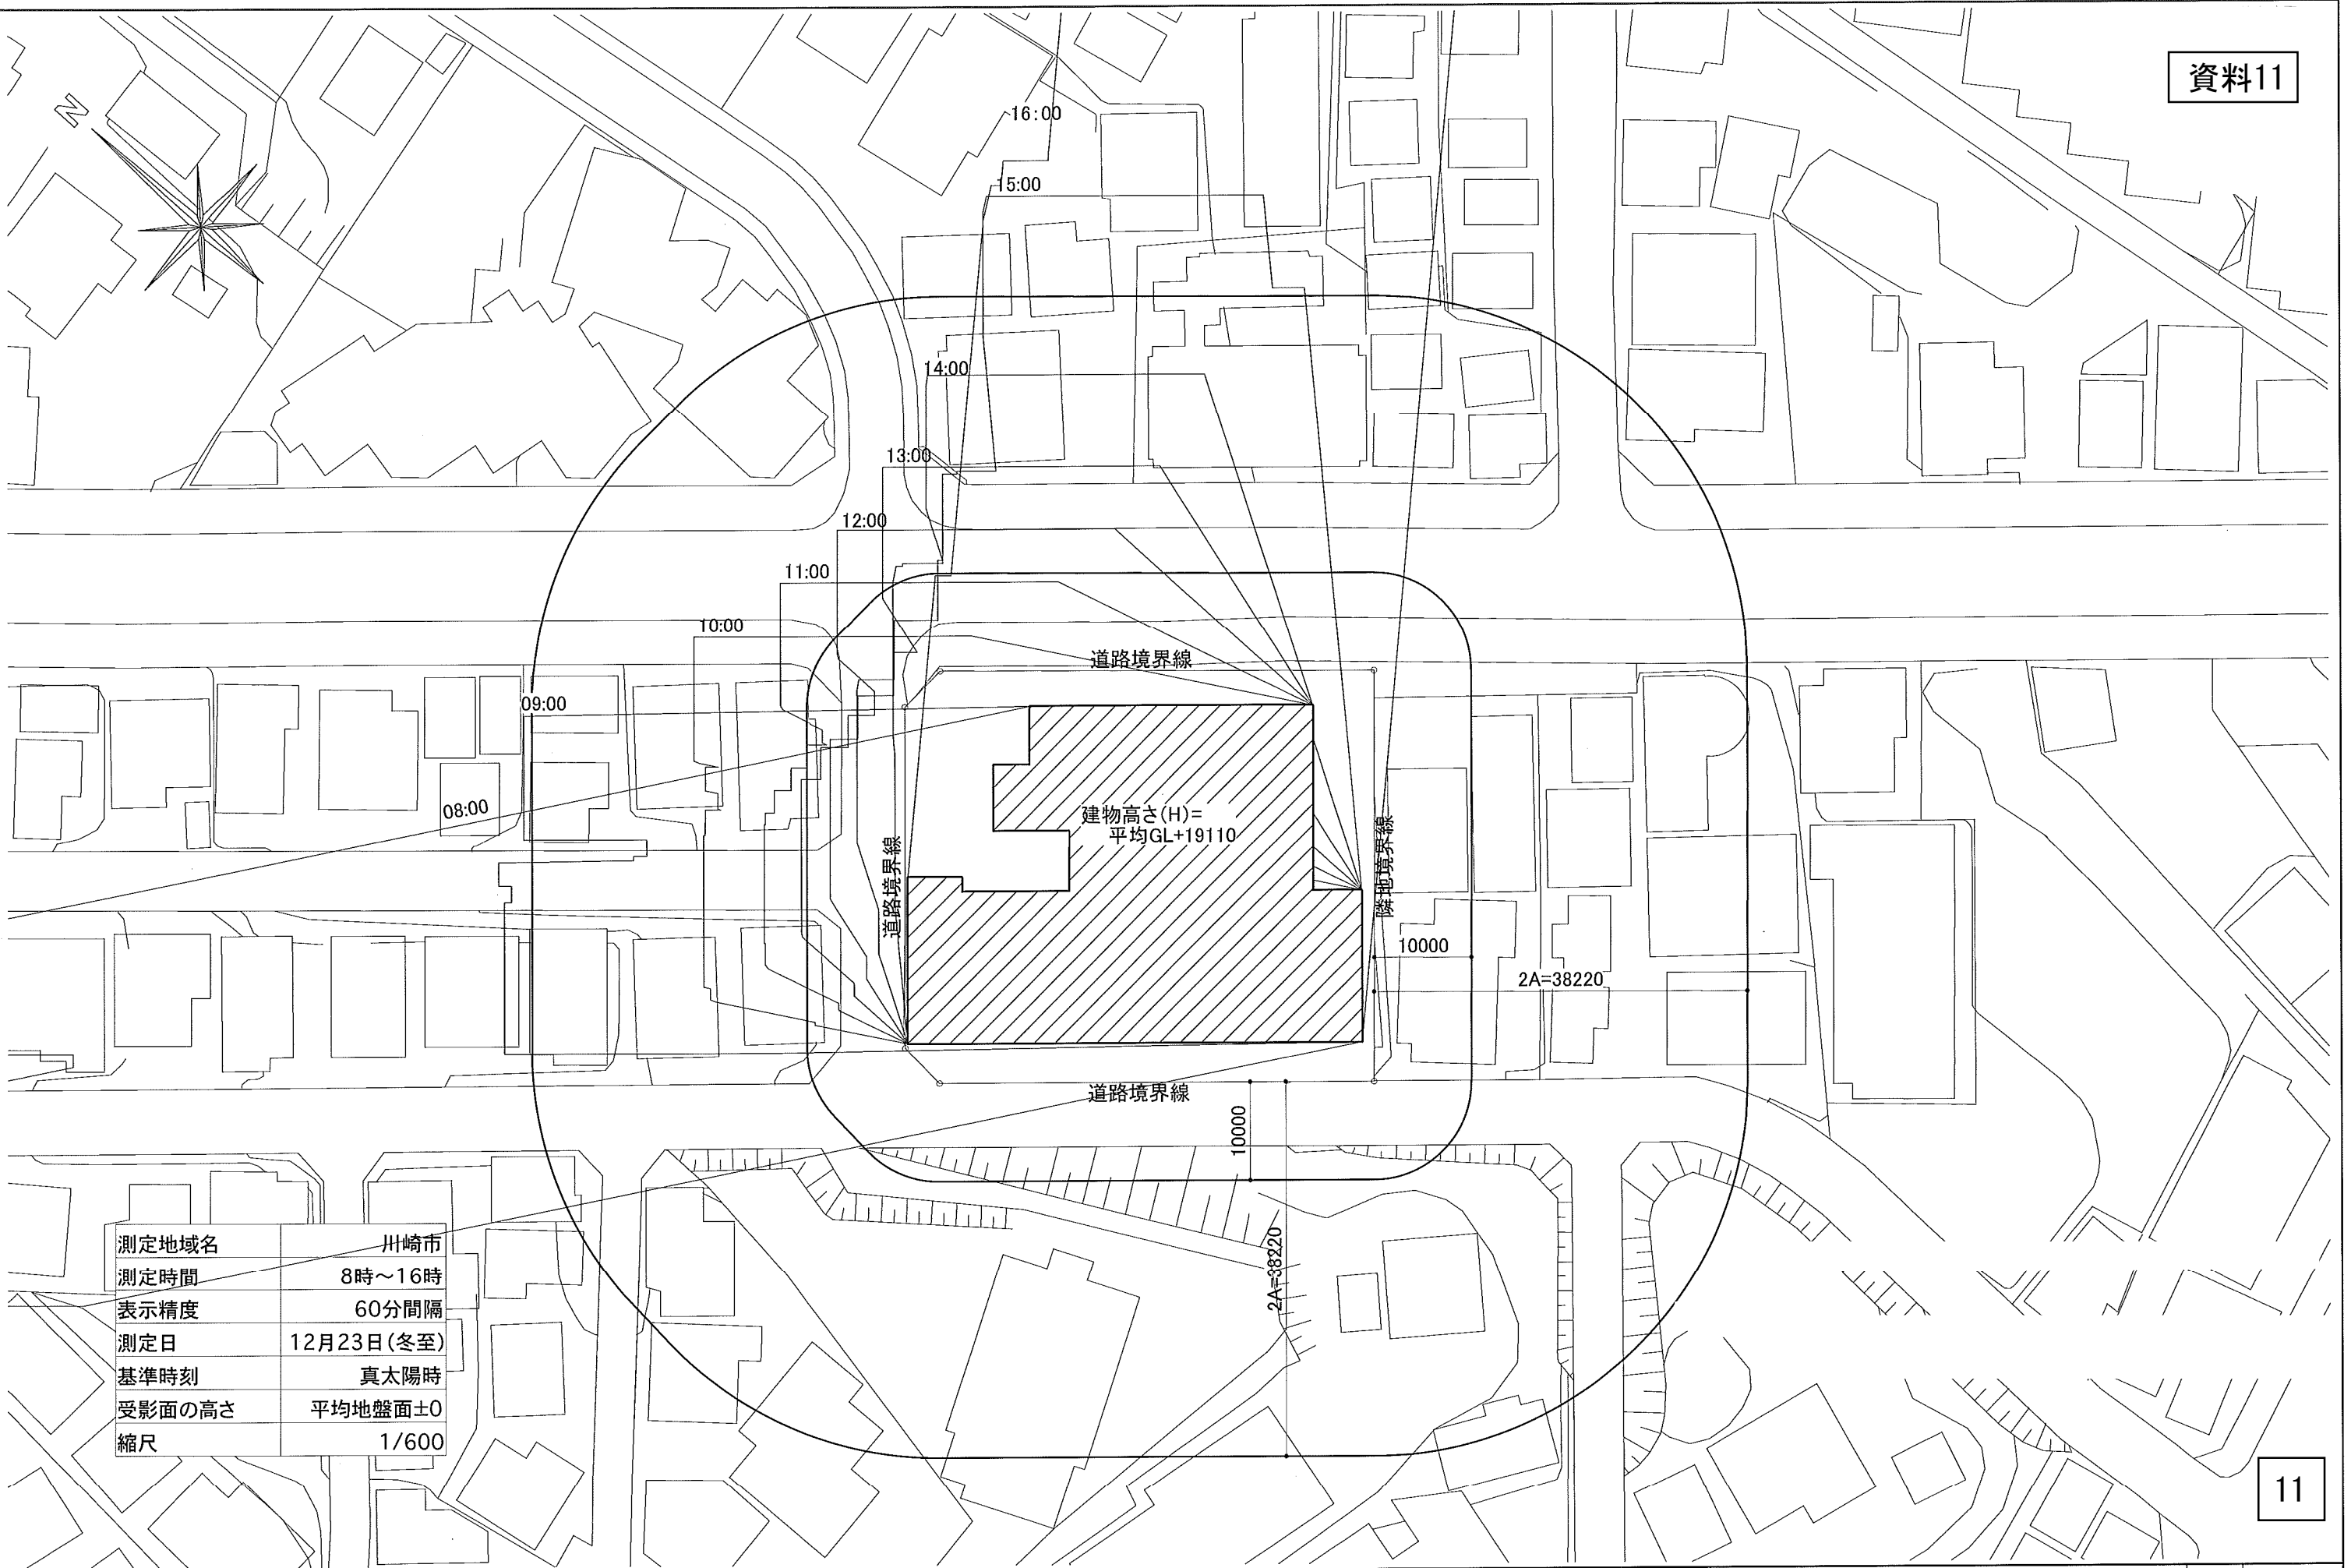 資料11
N
16:00
15:00
14:00
13:00
12:00
11:00
10:00
09:00
08:00
道路境界線
建物高さ(H)=
平均GL+19110
道路境界線
隣地境界線
10000
2A=38220
道路境界線
10000
2A=38220
測定地域名 川崎市
測定時間 8時～16時
表示精度 60分間隔
測定日 12月23日(冬至)
基準時刻 真太陽時
受影面の高さ 平均地盤面±0
縮尺 1/600
11